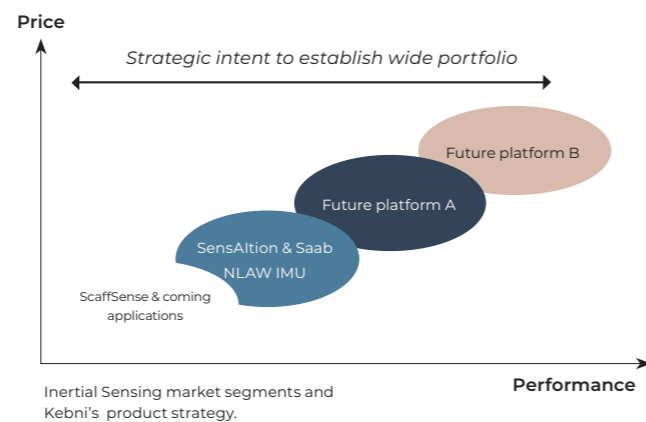 Price
Strategic intent to establish wide portfolio
Future platform B
Future platform A
SensAItion & Saab
NLAW IMU
ScaffSense & coming
applications
Performance
Inertial Sensing market segments and
Kebni's product strategy.